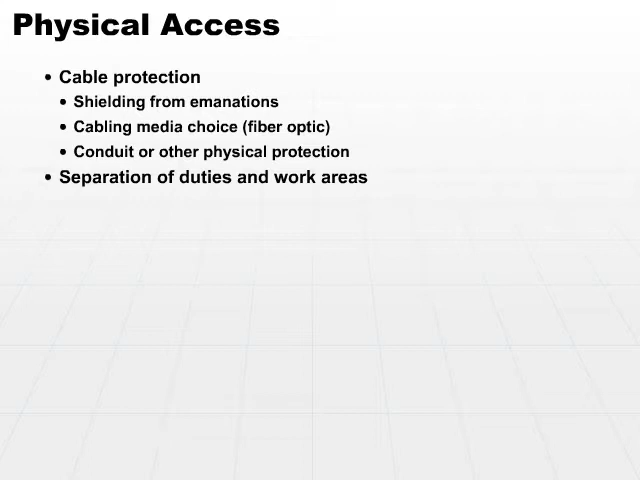 Physical Access
• Cable protection
• Shielding from emanations
• Cabling media choice (fiber optic)
• Conduit or other physical protection
• Separation of duties and work areas